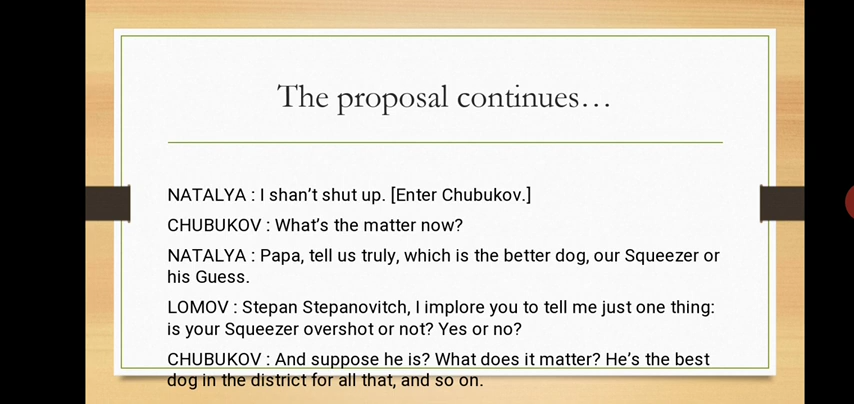 The proposal continues…
NATALYA : I shan’t shut up. [Enter Chubukov.]
CHUBUKOV : What’s the matter now?
NATALYA : Papa, tell us truly, which is the better dog, our Squeezer or
his Guess.
LOMOV : Stepan Stepanovitch, I implore you to tell me just one thing:
is your Squeezer overshot or not? Yes or no?
CHUBUKOV : And suppose he is? What does it matter? He’s the best
dog in the district for all that, and so on.